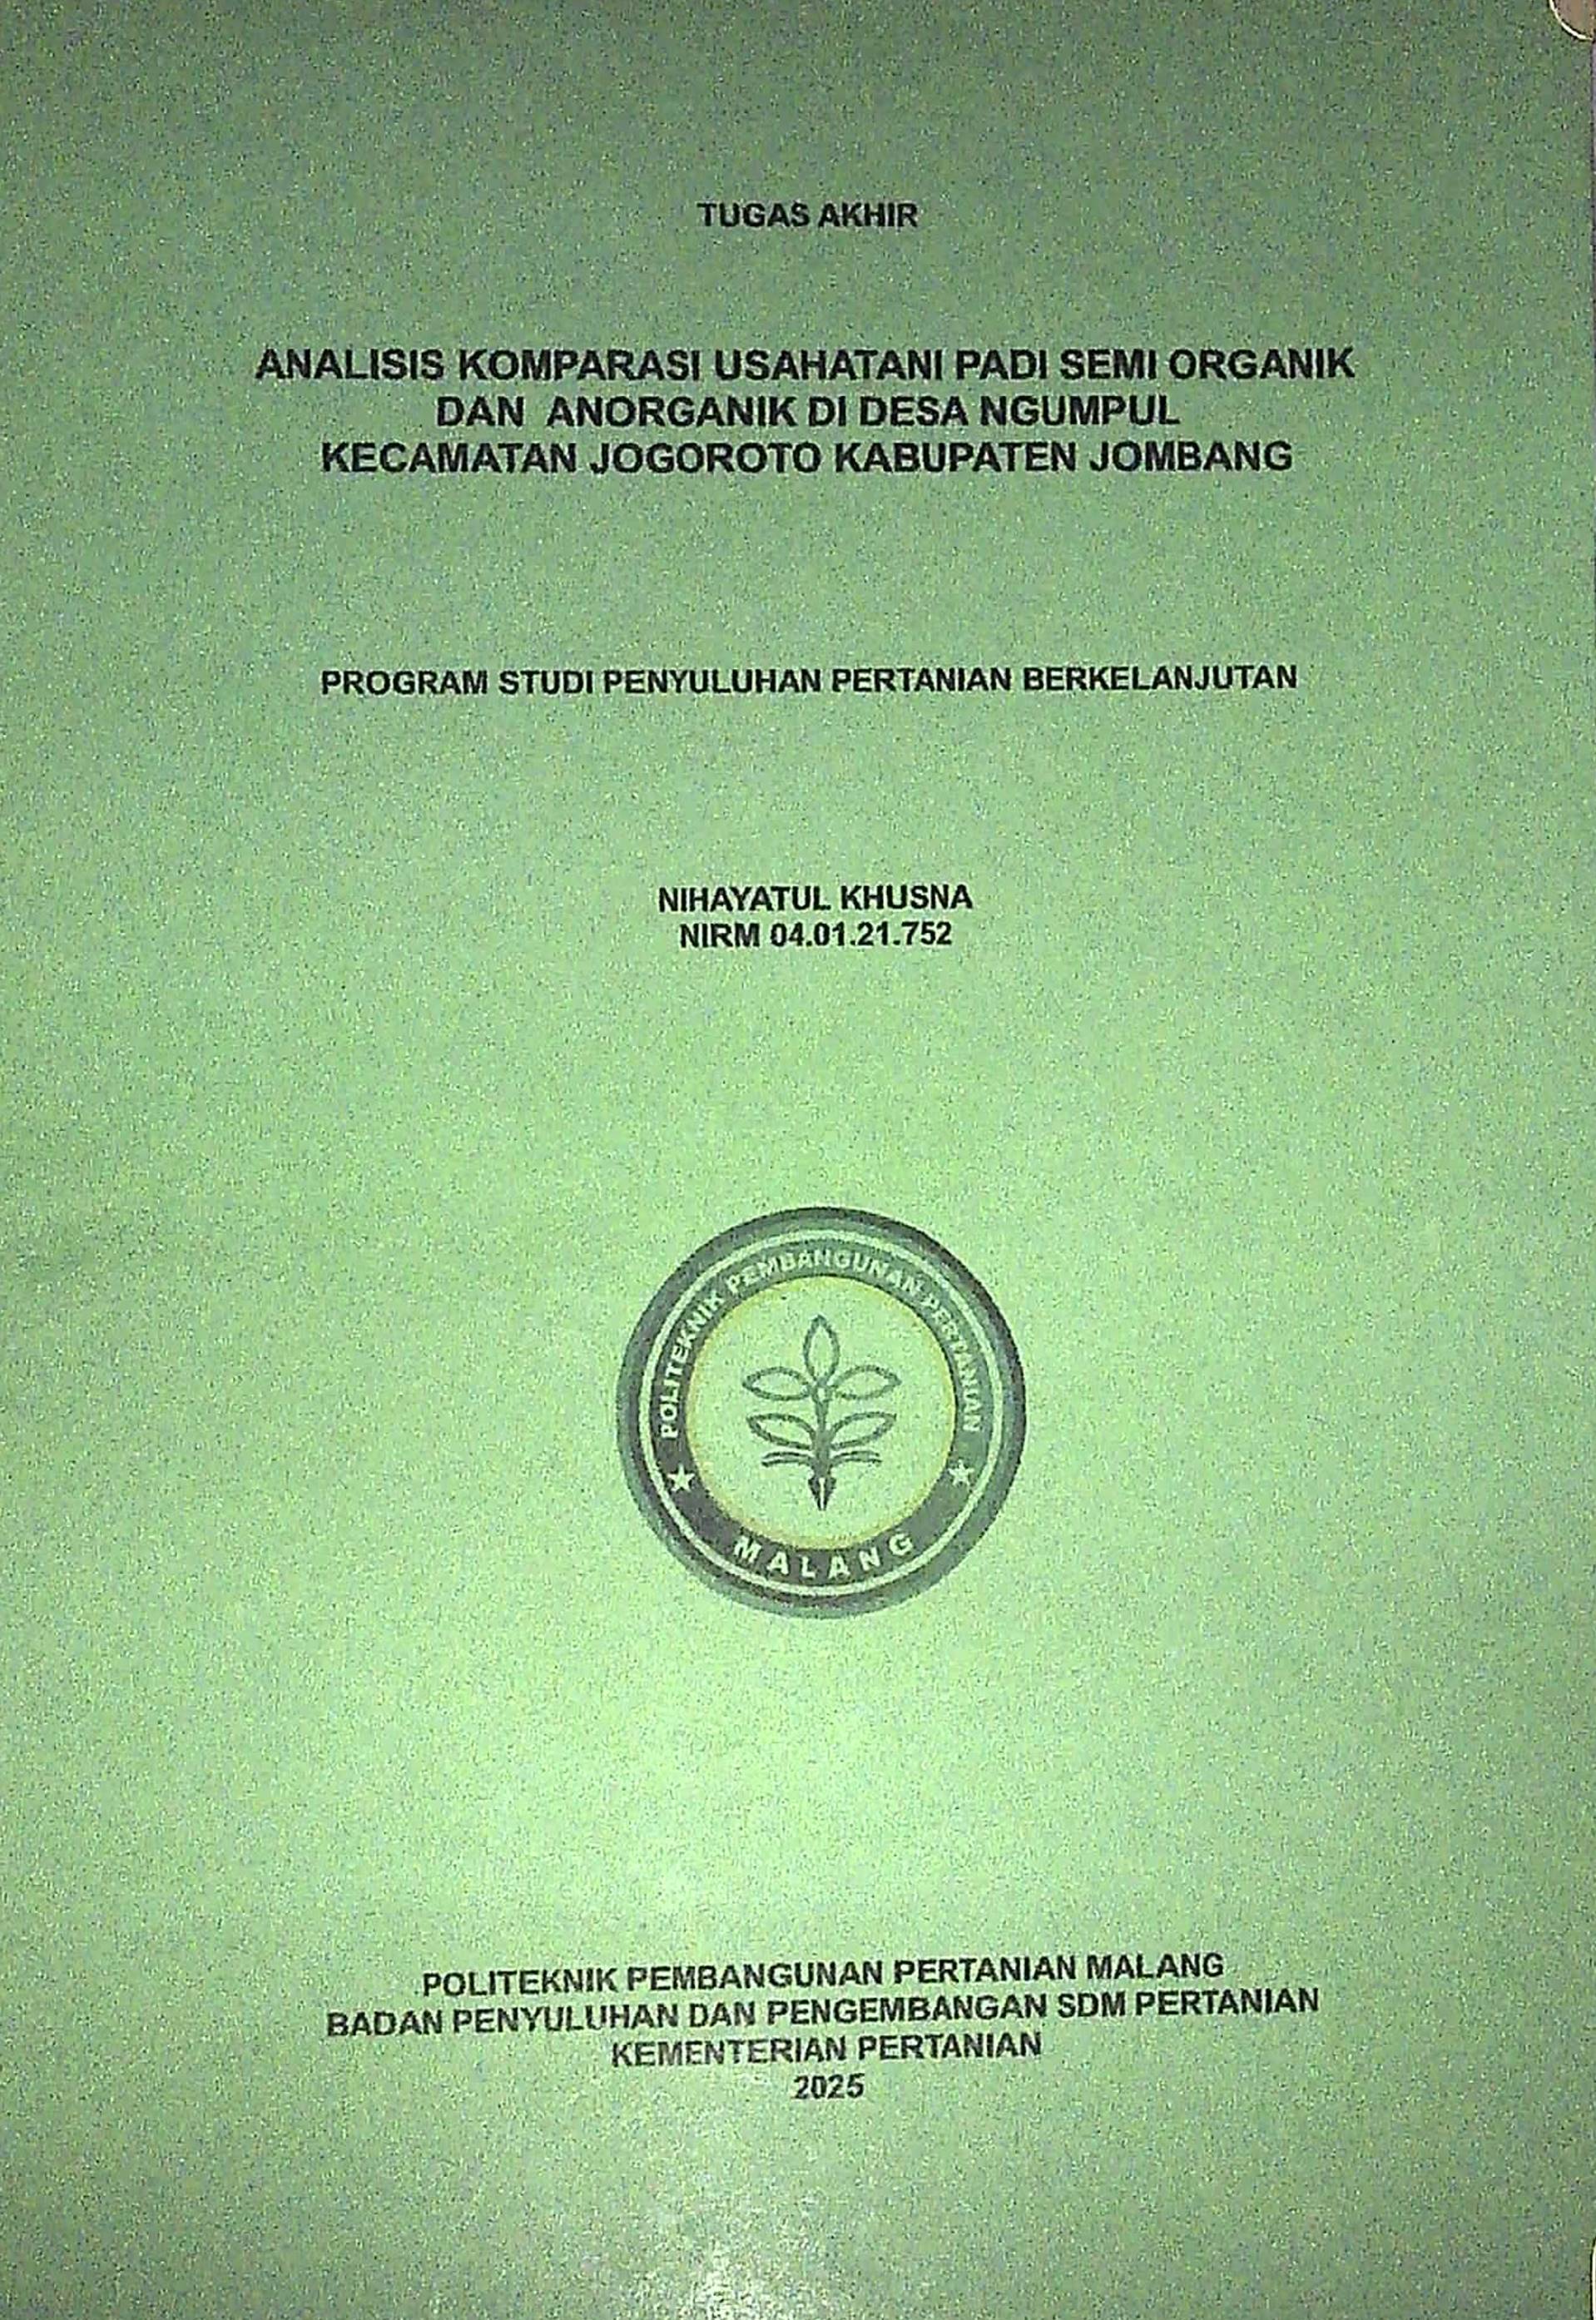 TUGAS AKHIR
ANALISIS KOMPARASI USAHATANI PADI SEMI ORGANIK
DAN ANORGANIK DI DESA NGUMPUL
KECAMATAN JOGOROTO KABUPATEN JOMBANG
PROGRAM STUDI PENYULUHAN PERTANIAN BERKELANJUTAN
NIHAYATUL KHUSNA
NIRM 04.01.21.752
POLITEKNIK PEMBANGUNAN PERTANIAN
MALANG
POLITEKNIK PEMBANGUNAN PERTANIAN MALANG
BADAN PENYULUHAN DAN PENGEMBANGAN SDM PERTANIAN
KEMENTERIAN PERTANIAN
2025